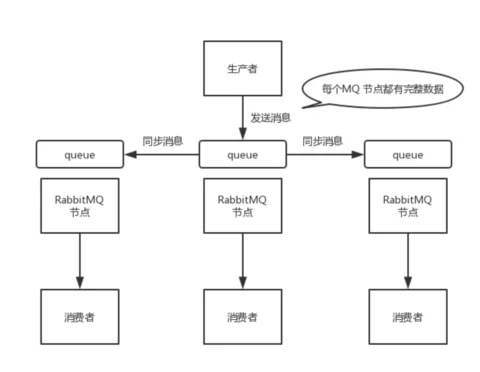 生产者
每个MQ 节点都有完整数据
发送消息
同步消息
同步消息
queue
queue
queue
RabbitMQ
节点
RabbitMQ
节点
RabbitMQ
节点
消费者
消费者
消费者